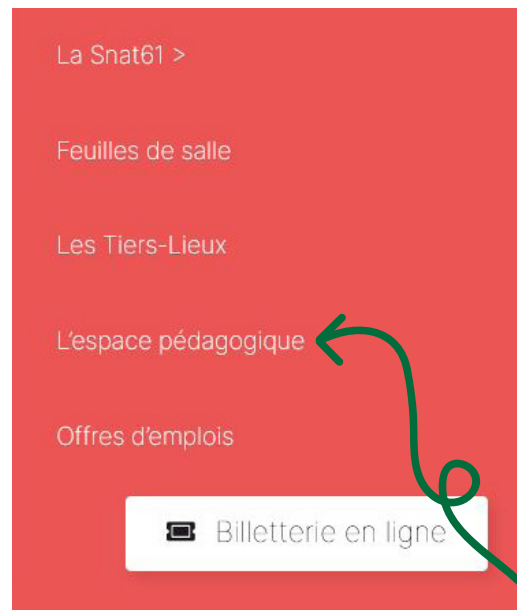 La Snat61 >
Feuilles de salle
Les Tiers-Lieux
L'espace pédagogique
Offres d'emplois
Billetterie en ligne